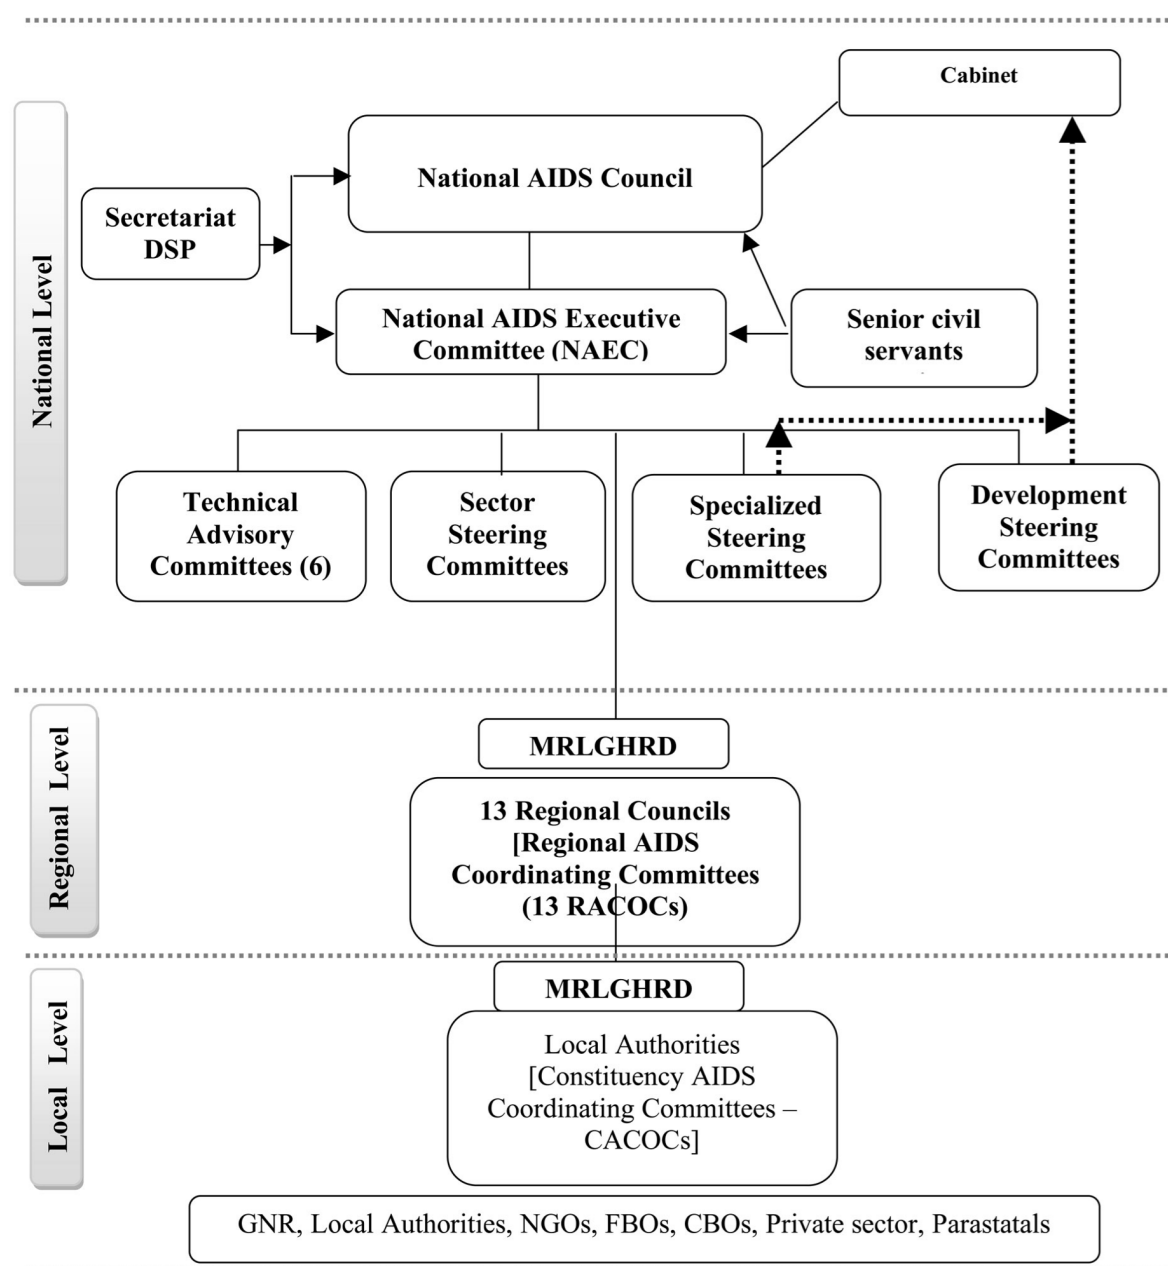 Cabinet
National Level
National AIDS Council
Secretariat
DSP
National AIDS Executive
Committee (NAEC)
Senior civil
servants
Technical
Advisory
Committees (6)
Sector
Steering
Committees
Specialized
Steering
Committees
Development
Steering
Committees
Regional Level
MRLGHRD
13 Regional Councils
[Regional AIDS
Coordinating Committees
(13 RACOCs)
Local Level
MRLGHRD
Local Authorities
[Constituency AIDS
Coordinating Committees –
CACOCs]
GNR, Local Authorities, NGOs, FBOs, CBOs, Private sector, Parastatals